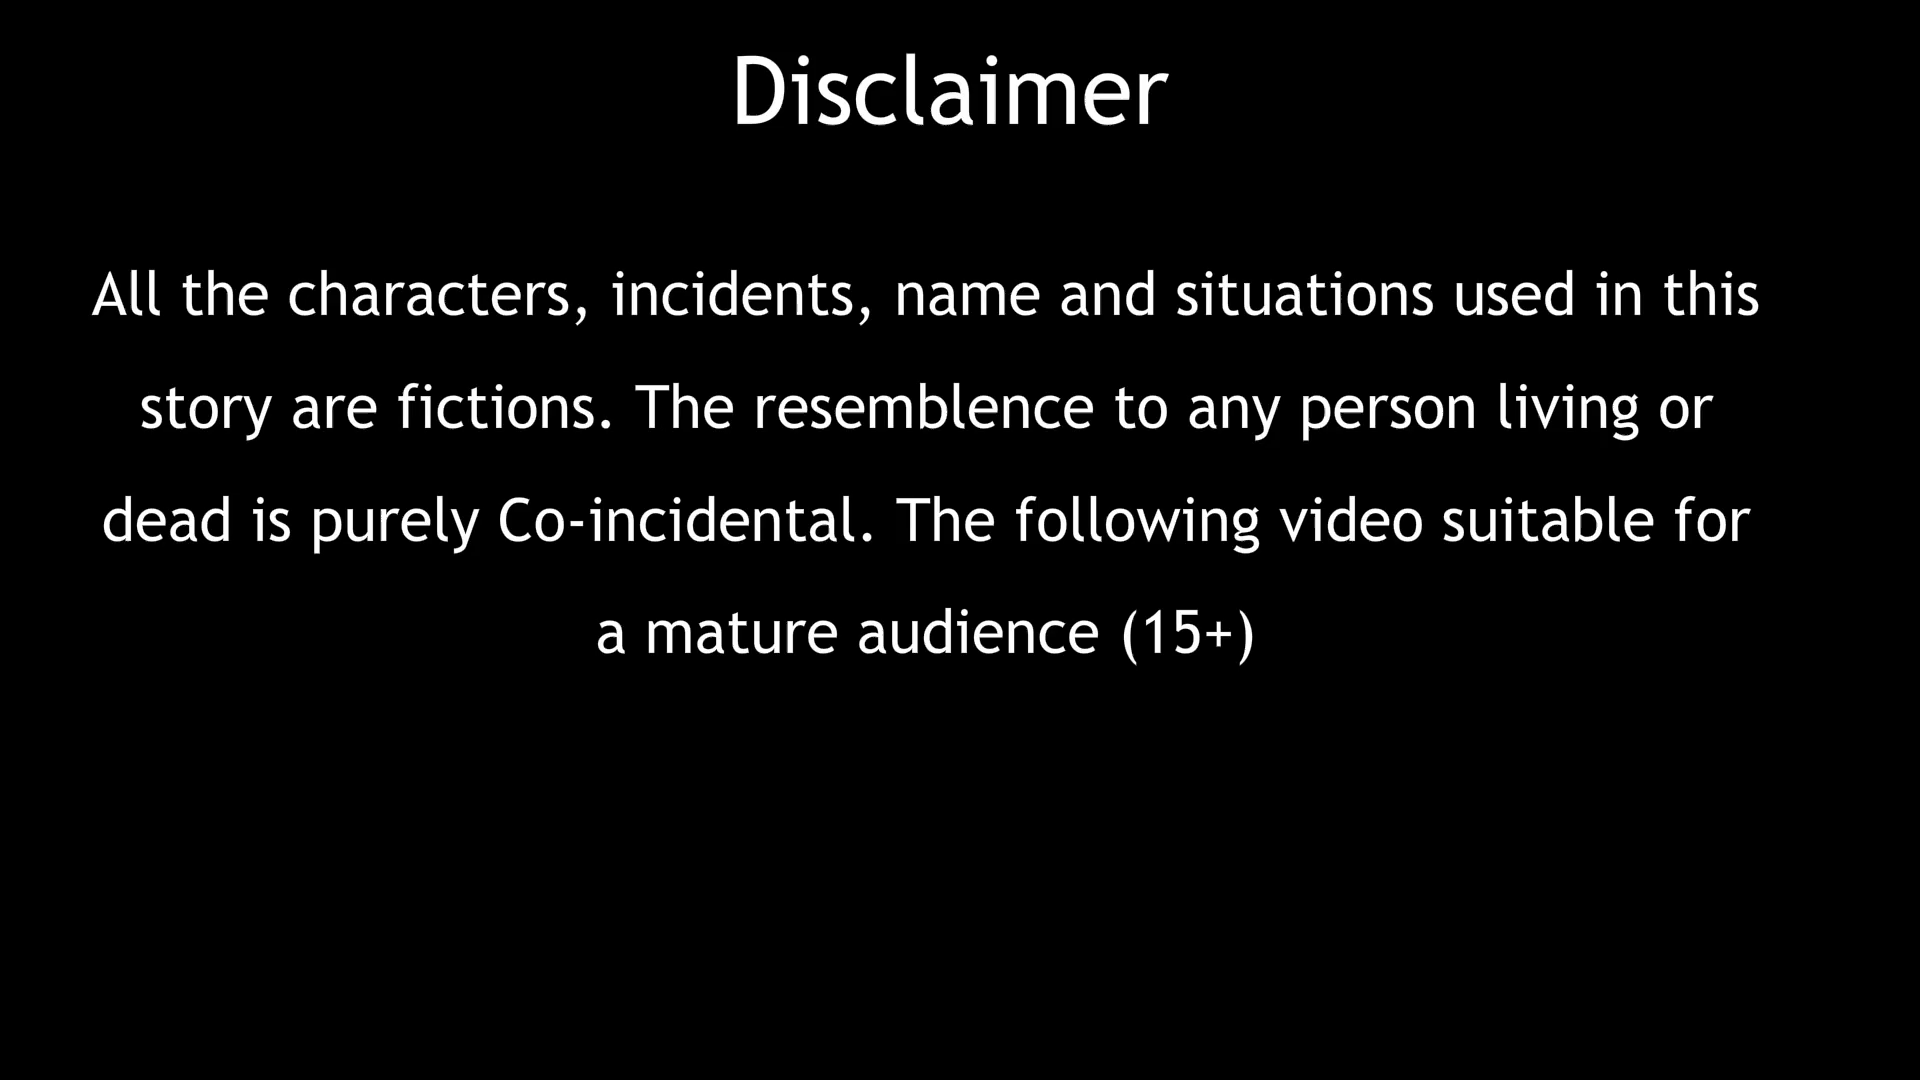 Disclaimer
All the characters, incidents, name and situations used in this
story are fictions. The resemblence to any person living or
dead is purely Co-incidental. The following video suitable for
a mature audience (15+)